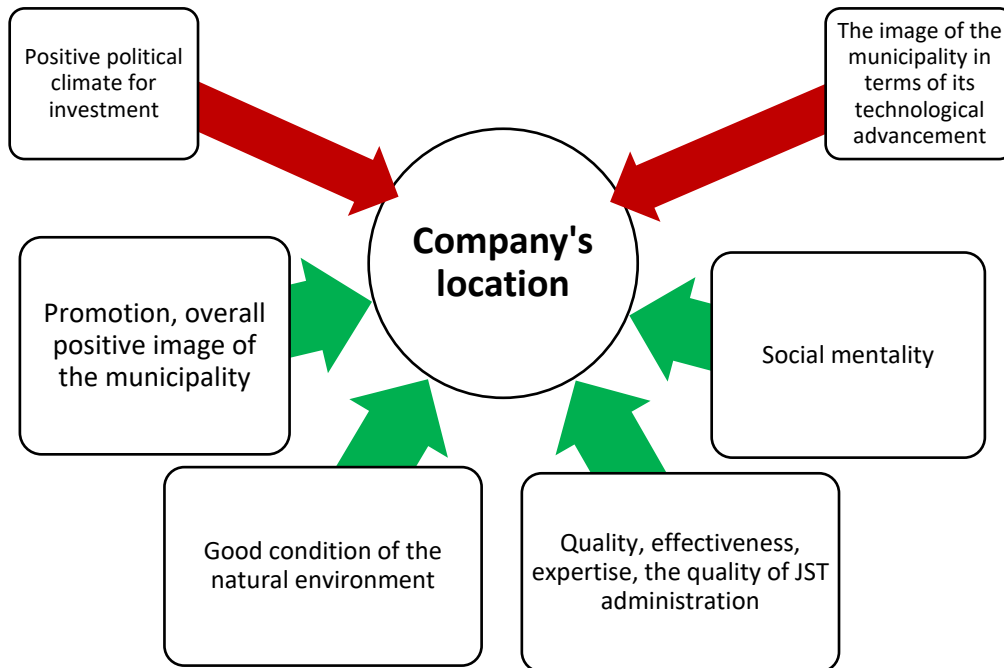 Positive political
climate for
investment
The image of the
municipality in
terms of its
technological
advancement
Company's
location
Promotion, overall
positive image of
the municipality
Social mentality
Good condition of the
natural environment
Quality, effectiveness,
expertise, the quality of JST
administration